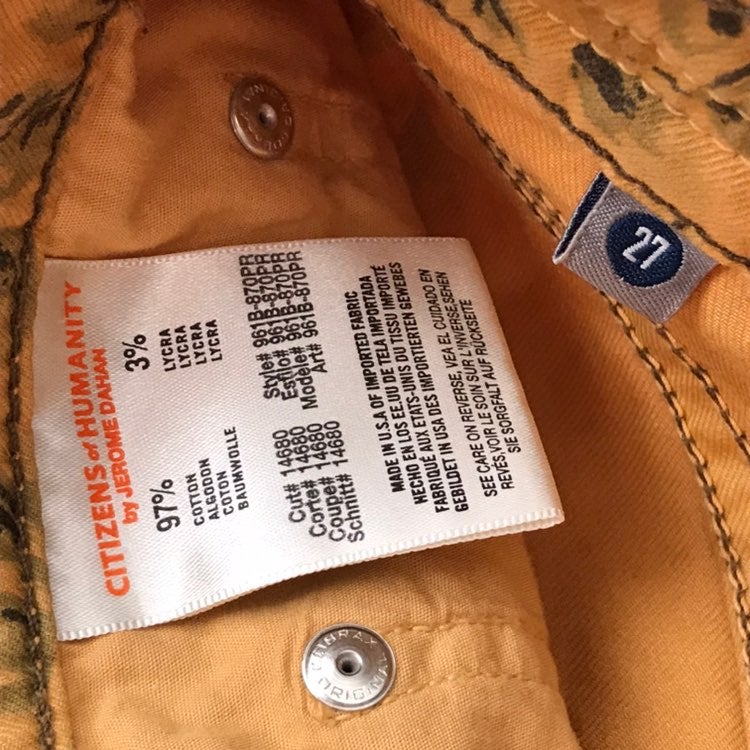 CITIZENS of HUMANITY
by JEROME DAHAN
97% 3%
COTTON LYCRA
ALGODON LYCRA
COTON LYCRA
BAUMWOLLE LYCRA
Cut# 14680 Style# 961B-870PR
Corte# 14680 Estilo# 961B-870PR
Coupe# 14680 Modele# 961B-870PR
Schnitt# 14680 Art# 961B-870PR
MADE IN U.S.A OF IMPORTED FABRIC
HECHO EN LOS EE.UU DE TELA IMPORTADA
FABRIQUÉ AUX ETATS-UNIS DU TISSU IMPORTÉ
GEBILDET IN USA DES IMPORTIERTEN GEWEBES
SEE CARE ON REVERSE, VEA EL CUIDADO EN
REVÉS.VOIR LE SOIN SUR L'INVERSE.SEHEN
SIE SORGFALT AUF RÜCKSEITE
27
COBRAX
ORIGINAL